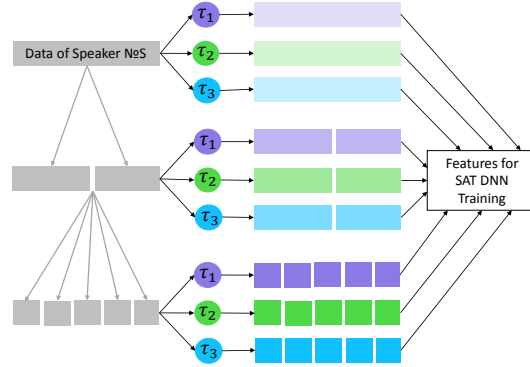 Data of Speaker №S
τ1
τ2
τ3
τ1
τ2
τ3
Features for
SAT DNN
Training
τ1
τ2
τ3